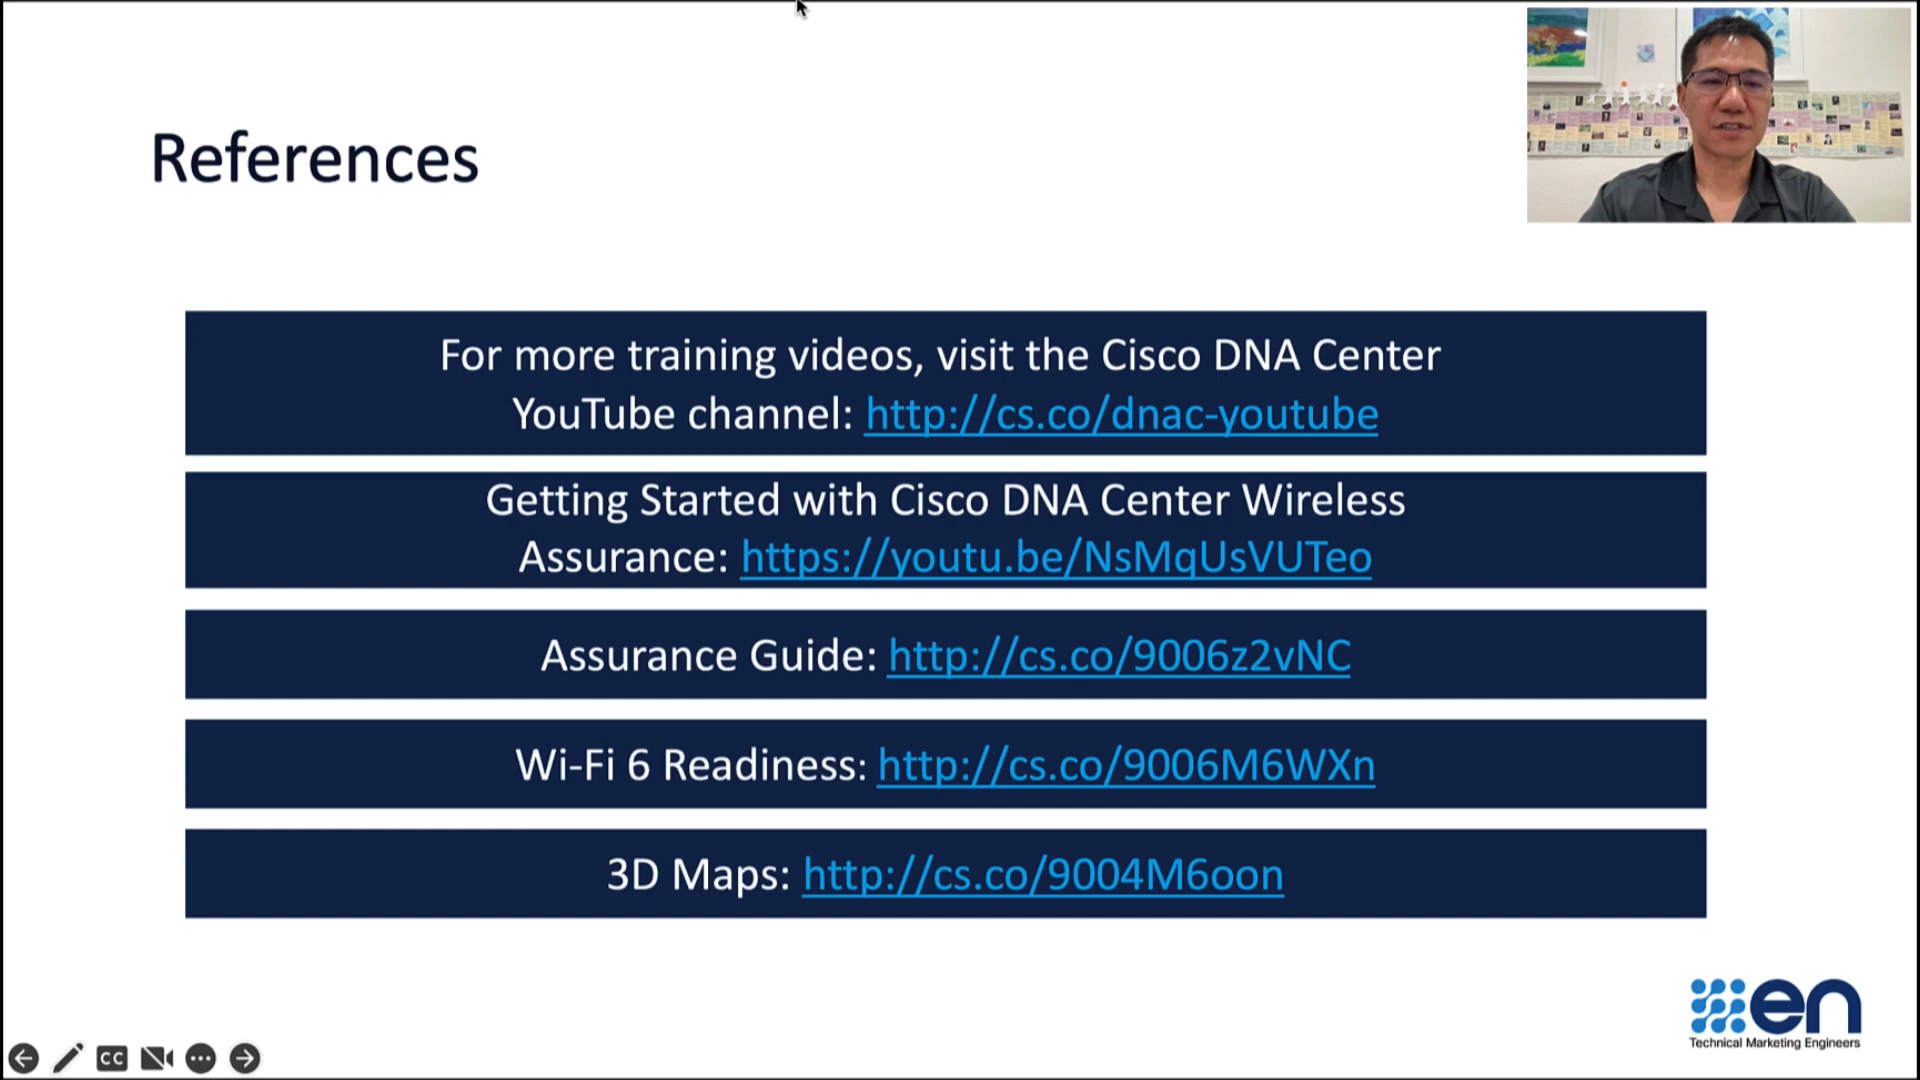 References
For more training videos, visit the Cisco DNA Center
YouTube channel: http://cs.co/dnac-youtube
Getting Started with Cisco DNA Center Wireless
Assurance: https://youtu.be/NsMqUsVUTeo
Assurance Guide: http://cs.co/9006z2vNC
Wi-Fi 6 Readiness: http://cs.co/9006M6WXn
3D Maps: http://cs.co/9004M6oon
en
Technical Marketing Engineers
CC